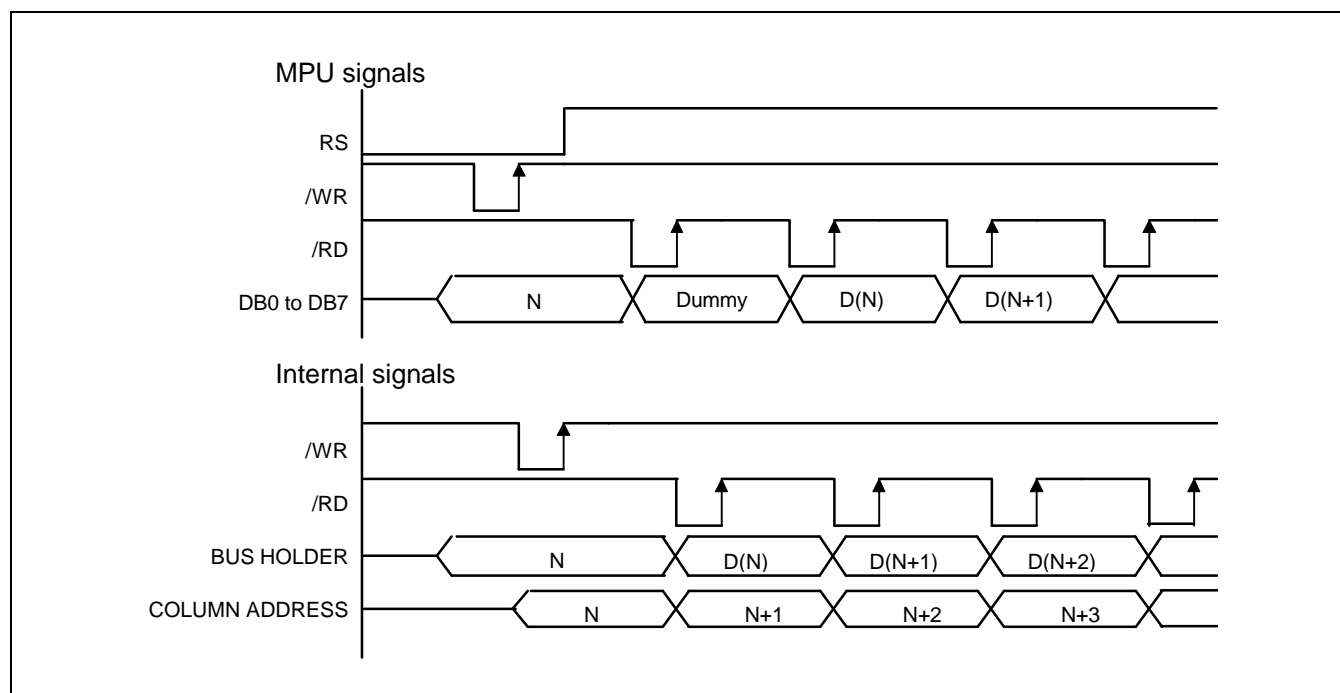 MPU signals
RS
/WR
/RD
DB0 to DB7 N Dummy D(N) D(N+1)
Internal signals
/WR
/RD
BUS HOLDER N D(N) D(N+1) D(N+2)
COLUMN ADDRESS N N+1 N+2 N+3